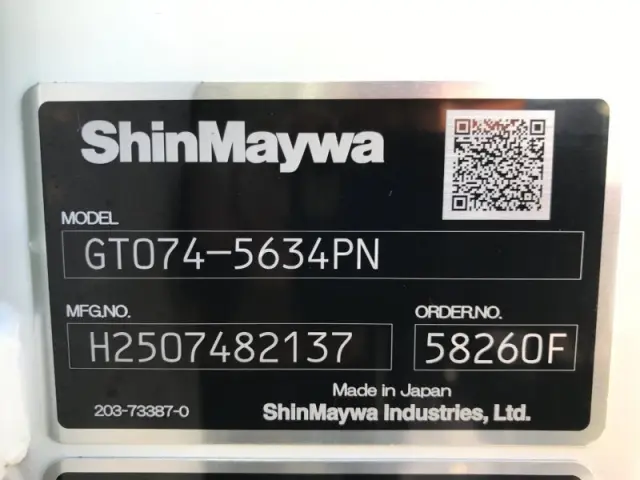 ShinMaywa
MODEL
GT074-5634PN
MFG.NO. ORDER.NO.
H2507482137 58260F
Made in Japan
203-73387-0 ShinMaywa Industries, Ltd.